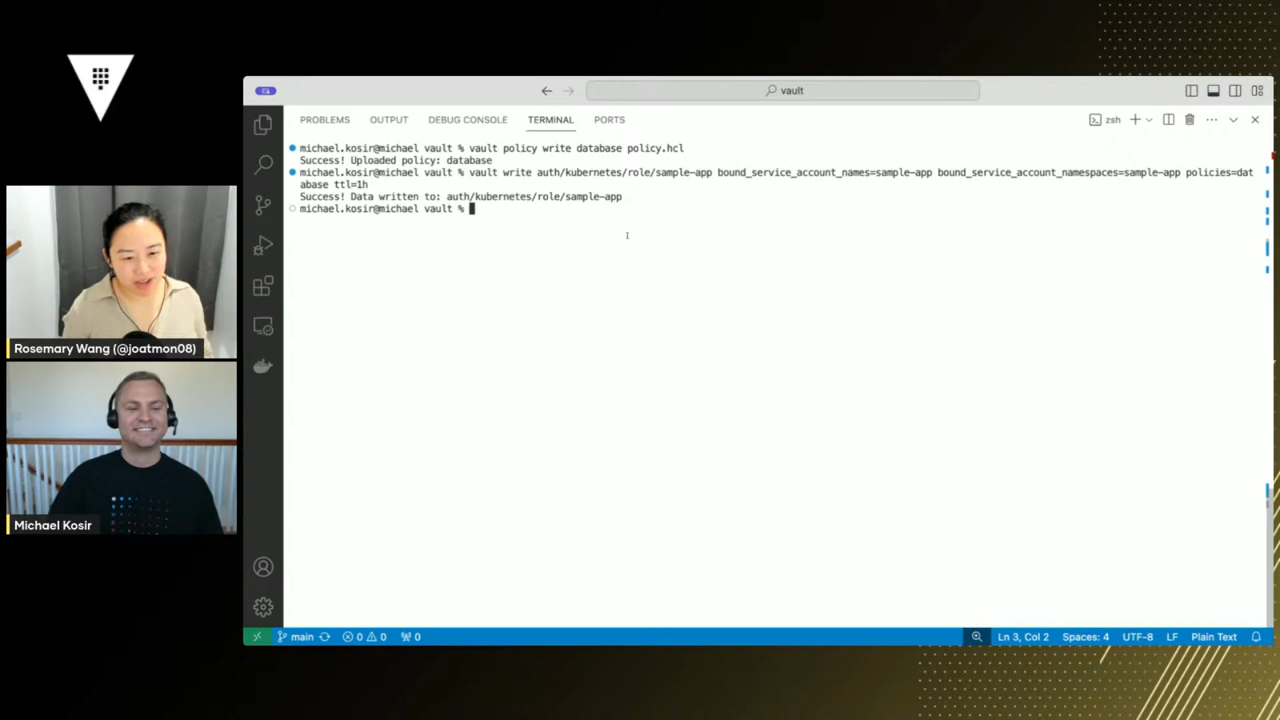 vault
PROBLEMS OUTPUT DEBUG CONSOLE TERMINAL PORTS zsh
michael.kosir@michael vault % vault policy write database policy.hcl
Success! Uploaded policy: database
michael.kosir@michael vault % vault write auth/kubernetes/role/sample-app bound_service_account_names=sample-app bound_service_account_namespaces=sample-app policies=dat
abase ttl=1h
Success! Data written to: auth/kubernetes/role/sample-app
michael.kosir@michael vault %
Rosemary Wang (@joatmon08)
Michael Kosir
main 0 0 0 Ln 3, Col 2 Spaces: 4 UTF-8 LF Plain Text